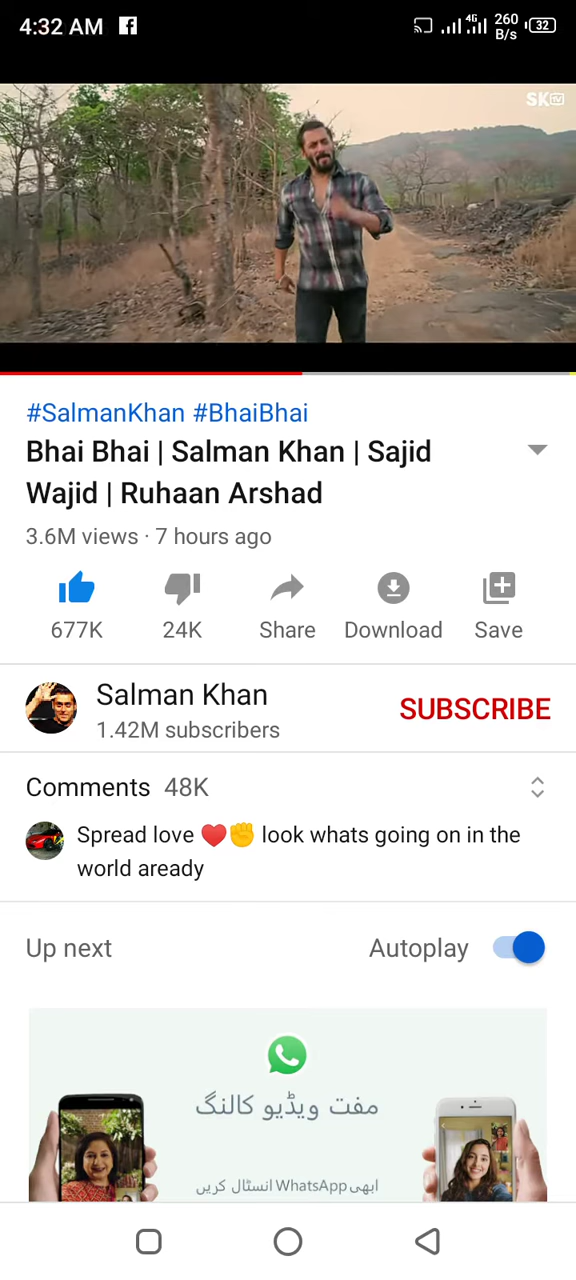 4:32 AM
4G
260
B/s
32
SKTV
#SalmanKhan #BhaiBhai
Bhai Bhai | Salman Khan | Sajid
Wajid | Ruhaan Arshad
3.6M views · 7 hours ago
677K
24K
Share
Download
Save
Salman Khan
1.42M subscribers
SUBSCRIBE
Comments 48K
Spread love ❤️✊ look whats going on in the
world aready
Up next
Autoplay
مفت ویڈیو کالنگ
ابھی WhatsApp انسٹال کریں